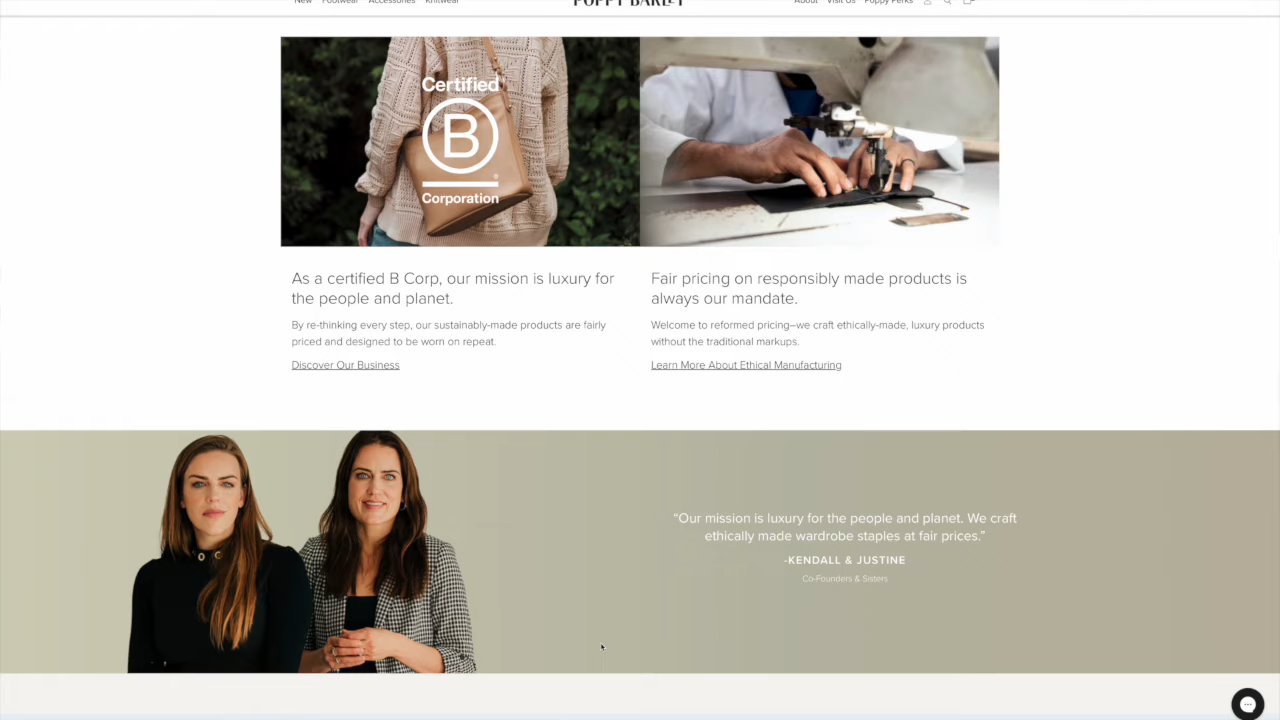 New Footwear Accessories Knitwear
POPPY BARLEY
About Visit Us Poppy Perks
Certified
B
®
Corporation
As a certified B Corp, our mission is luxury for
the people and planet.
By re-thinking every step, our sustainably-made products are fairly
priced and designed to be worn on repeat.
Discover Our Business
Fair pricing on responsibly made products is
always our mandate.
Welcome to reformed pricing–we craft ethically-made, luxury products
without the traditional markups.
Learn More About Ethical Manufacturing
“Our mission is luxury for the people and planet. We craft
ethically made wardrobe staples at fair prices.”
-KENDALL & JUSTINE
Co-Founders & Sisters